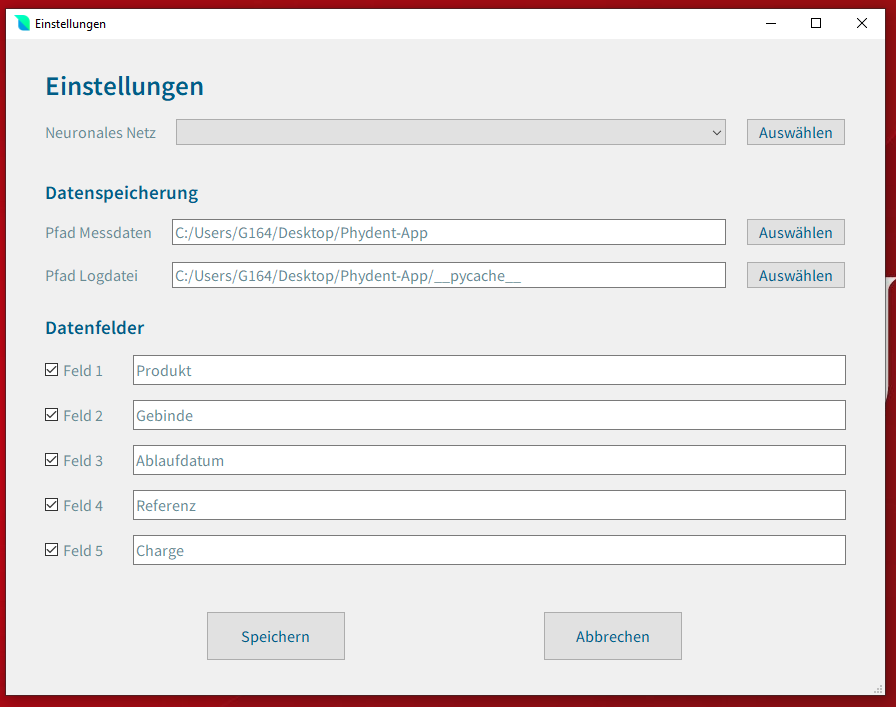 Einstellungen
Einstellungen
Neuronales Netz Auswählen
Datenspeicherung
Pfad Messdaten C:/Users/G164/Desktop/Phydent-App Auswählen
Pfad Logdatei C:/Users/G164/Desktop/Phydent-App/__pycache__ Auswählen
Datenfelder
Feld 1 Produkt
Feld 2 Gebinde
Feld 3 Ablaufdatum
Feld 4 Referenz
Feld 5 Charge
Speichern Abbrechen